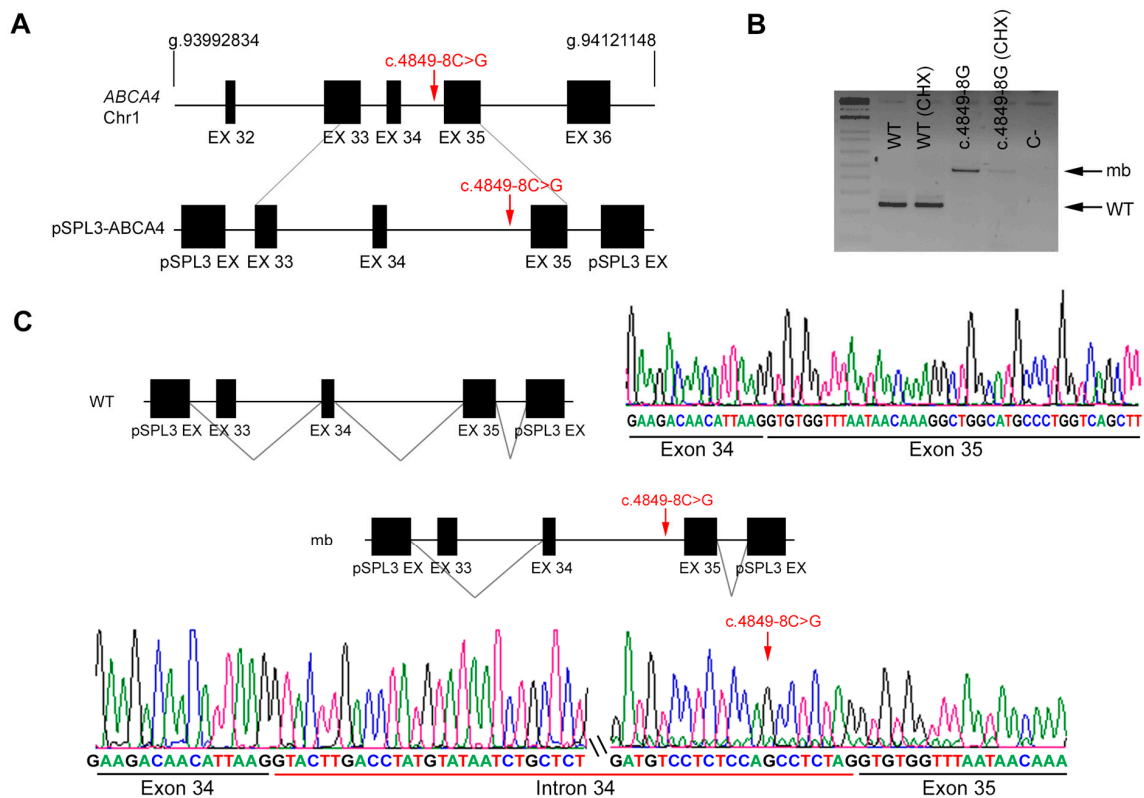 A
g.93992834
g.94121148
c.4849-8C>G
ABCA4
Chr1
EX 32
EX 33
EX 34
EX 35
EX 36
c.4849-8C>G
pSPL3-ABCA4
pSPL3 EX
EX 33
EX 34
EX 35
pSPL3 EX
B
WT
WT (CHX)
c.4849-8G
c.4849-8G (CHX)
C-
mb
WT
C
WT
pSPL3 EX
EX 33
EX 34
EX 35
pSPL3 EX
GAAGACAACATTAAGGTGTGGTTTAATAACAAAGGCTGGCATGCCCTGGTCAGCTT
Exon 34
Exon 35
c.4849-8C>G
mb
pSPL3 EX
EX 33
EX 34
EX 35
pSPL3 EX
c.4849-8C>G
GAAGACAACATTAAGGTACTTGACCTATGTATAATCTGCTCT
GATGTCCTCTCCAGCCTCTAGGTGTGGTTTAATAACAAA
Exon 34
Intron 34
Exon 35